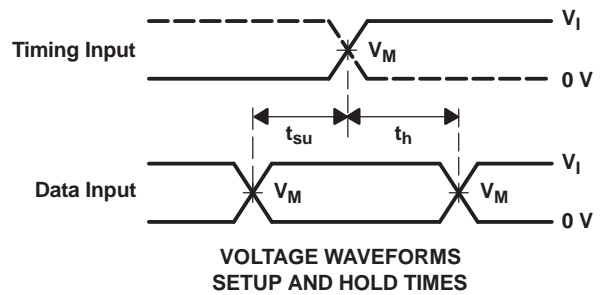 V_I
Timing Input
V_M
0 V
t_su
t_h
V_I
Data Input
V_M
V_M
0 V
VOLTAGE WAVEFORMS
SETUP AND HOLD TIMES